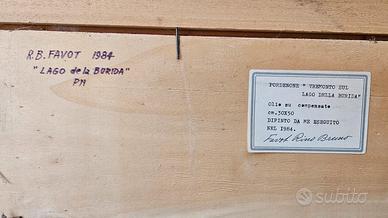 R.B. FAVOT 1984
"LAGO de la BURIDA"
PN
PORDENONE " TREMONTO SUL
LAGO DELLA BURIDA"
Olio su compensato
cm.30X50
DIPINTO DA ME ESEGUITO
NEL 1984.
Favot Rino Bruno
subito